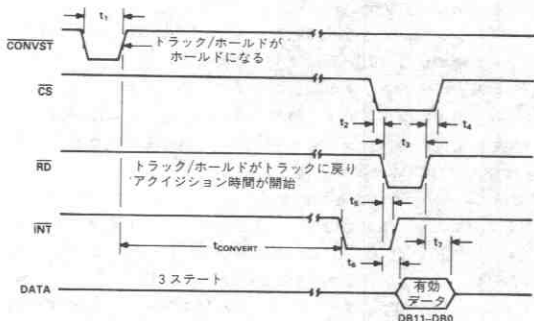 t₁
CONVST
トラック/ホールドが
ホールドになる
CS
t₂
t₃
t₄
RD
トラック/ホールドがトラックに戻り
アクイジション時間が開始
t₅
INT
t₇
tCONVERT
t₆
DATA
3 ステート
有効
データ
DB11–DB0